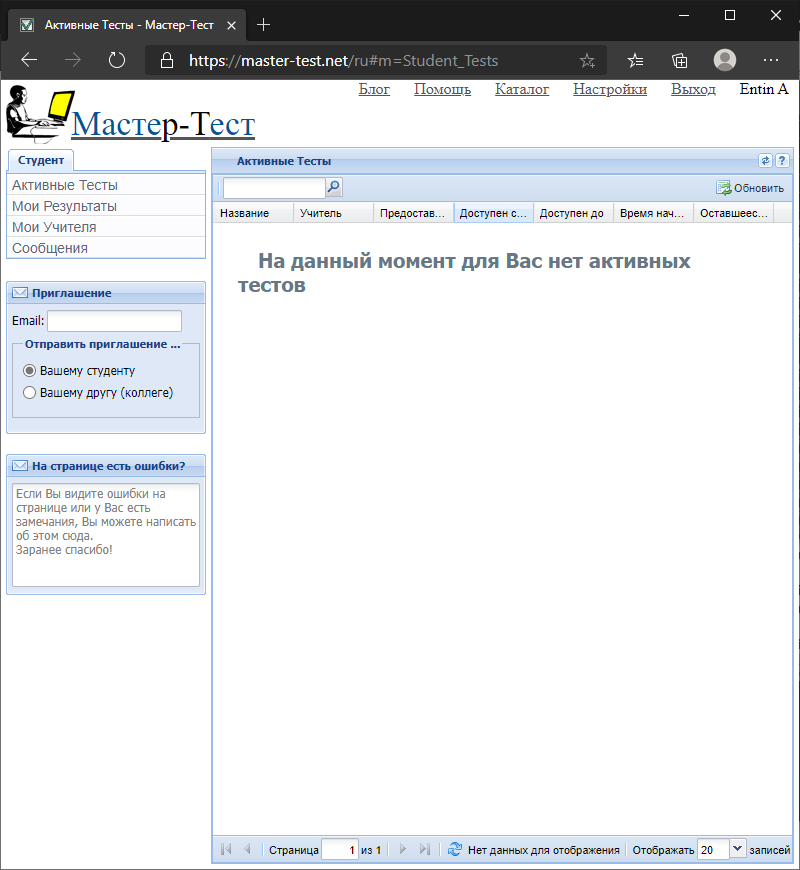 Активные Тесты - Мастер-Тест
https://master-test.net/ru#m=Student_Tests
Блог Помощь Каталог Настройки Выход Entin A
Мастер-Тест
Студент
Активные Тесты
Мои Результаты
Мои Учителя
Сообщения
Приглашение
Email:
Отправить приглашение ...
Вашему студенту
Вашему другу (коллеге)
На странице есть ошибки?
Если Вы видите ошибки на
странице или у Вас есть
замечания, Вы можете написать
об этом сюда.
Заранее спасибо!
Активные Тесты
Обновить
Название Учитель Предостав... Доступен с... Доступен до Время нач... Оставшеес...
На данный момент для Вас нет активных
тестов
Страница 1 из 1 Нет данных для отображения Отображать 20 записей